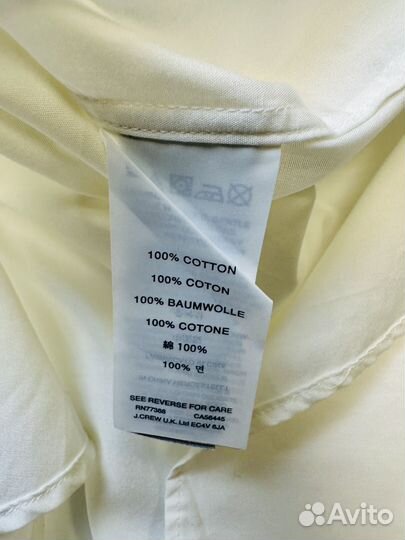 100% COTTON
100% COTON
100% BAUMWOLLE
100% COTONE
綿 100%
100% 면
SEE REVERSE FOR CARE
RN77388 CA56445
J.CREW U.K. Ltd EC4V 6JA
Avito